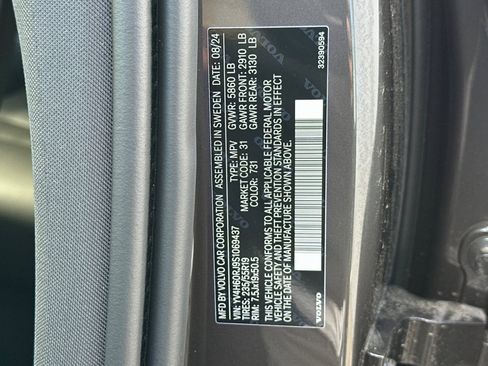 MFD BY VOLVO CAR CORPORATION ASSEMBLED IN SWEDEN DATE: 08/24
VIN: YV4H60RJ9S1069437 TYPE: MPV GVWR: 5860 LB
TIRES: 235/55R19 MARKET CODE: 31 GAWR FRONT: 2910 LB
RIM: 7.5Jx19x50.5 COLOR: 731 GAWR REAR: 3130 LB
THIS VEHICLE CONFORMS TO ALL APPLICABLE FEDERAL MOTOR
VEHICLE SAFETY AND THEFT PREVENTION STANDARDS IN EFFECT
ON THE DATE OF MANUFACTURE SHOWN ABOVE.
32390594
VOLVO